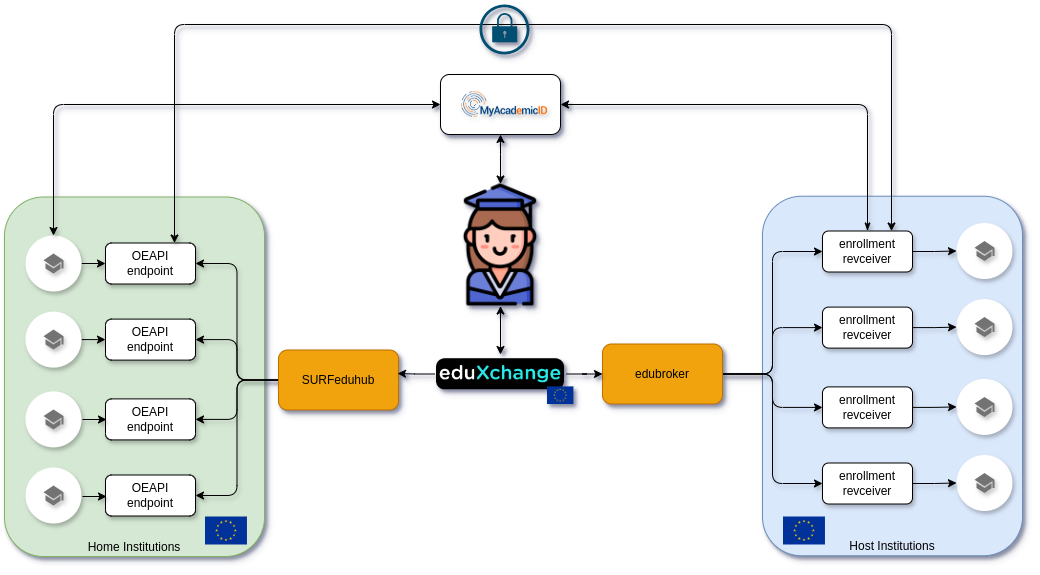 MyAcademicID
OEAPI
endpoint
OEAPI
endpoint
OEAPI
endpoint
OEAPI
endpoint
Home Institutions
SURFeduhub
eduXchange
edubroker
enrollment
revceiver
enrollment
revceiver
enrollment
revceiver
enrollment
revceiver
Host Institutions